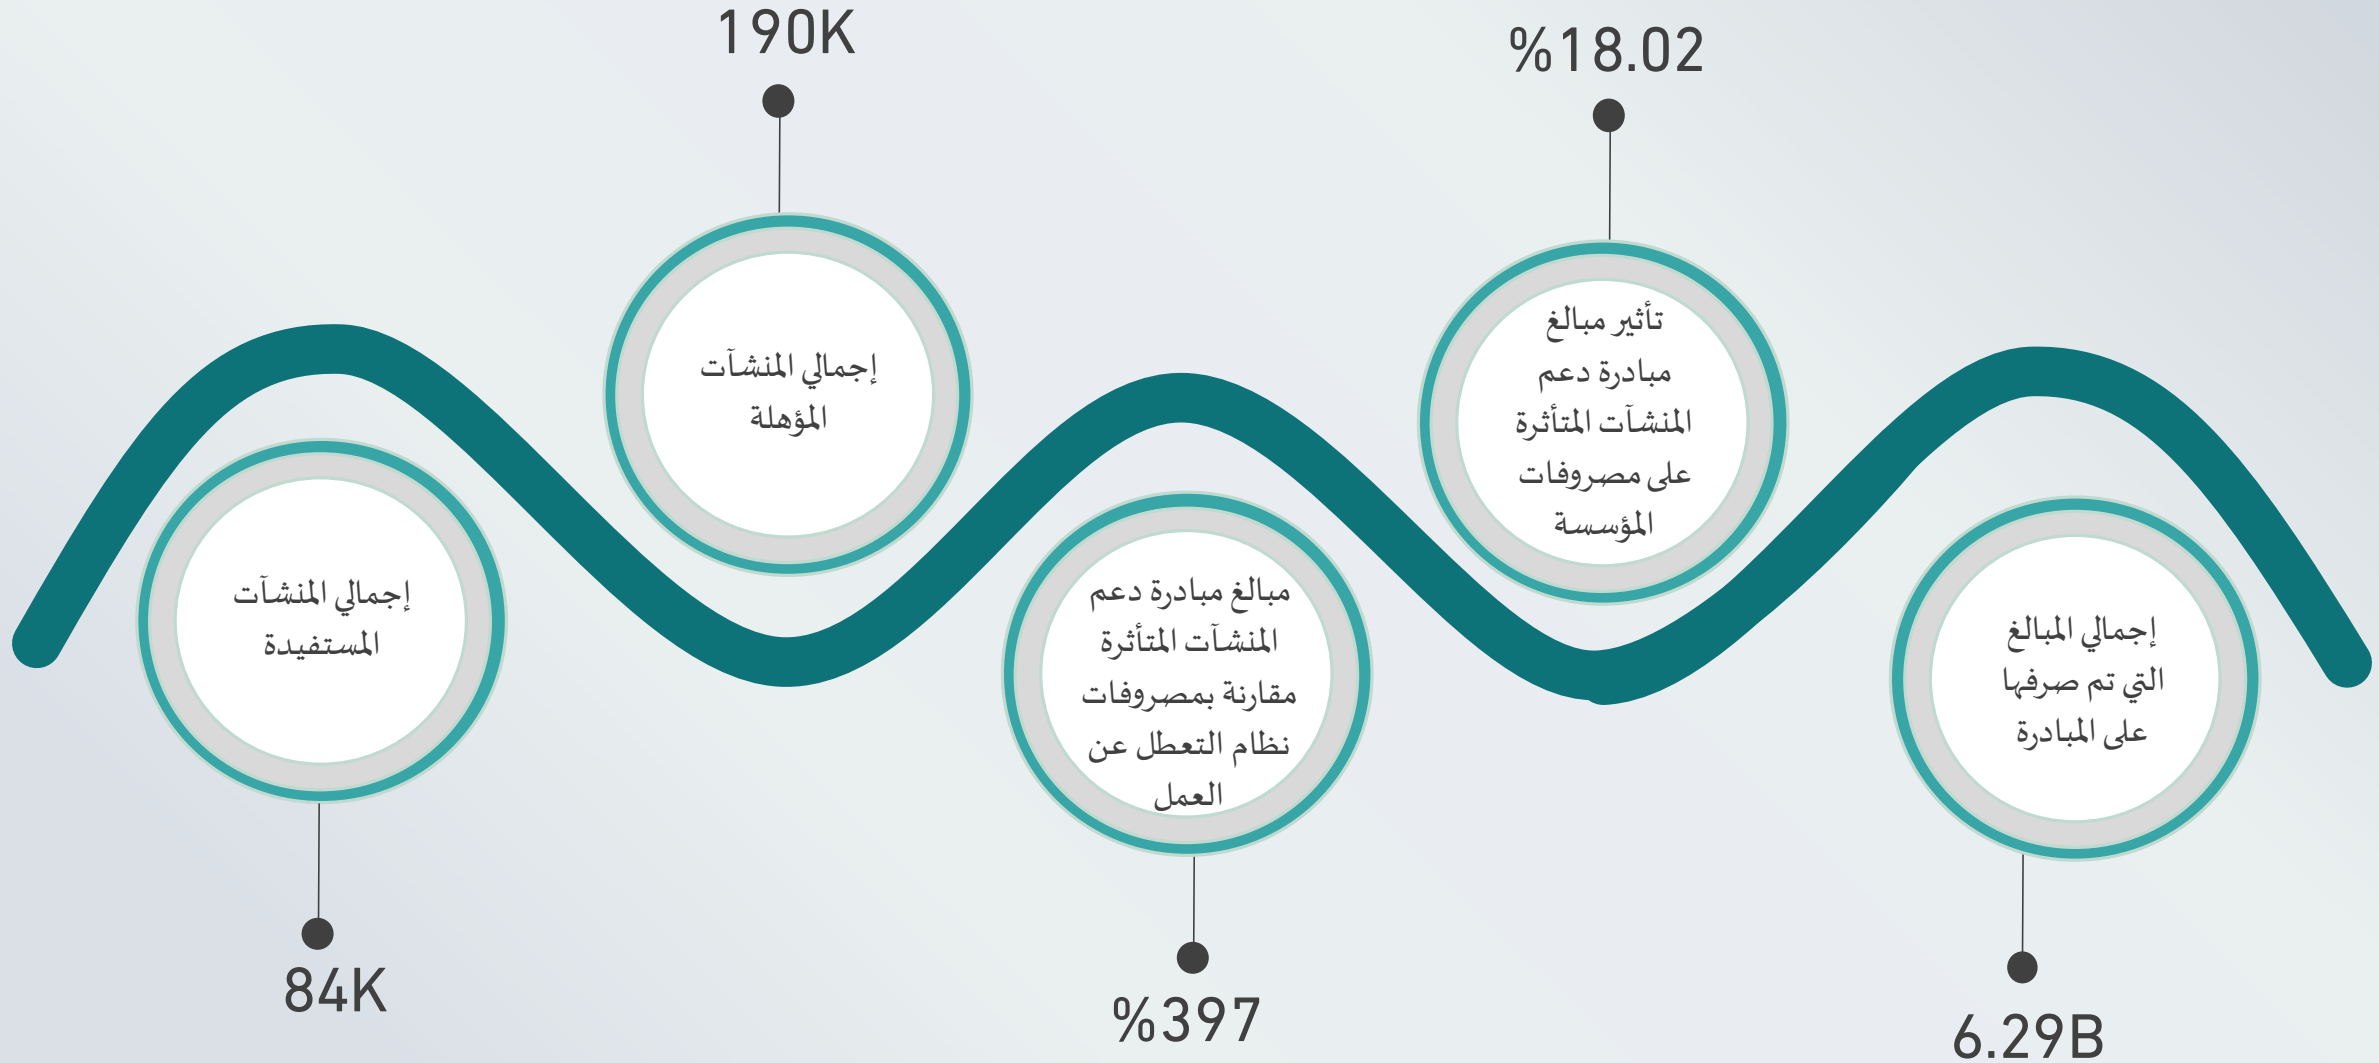 6.29B
إجمالي المبالغ
التي تم صرفها
على المبادرة
%18.02
تأثير مبالغ
مبادرة دعم
المنشآت المتأثرة
على مصروفات
المؤسسة
%397
مبالغ مبادرة دعم
المنشآت المتأثرة
مقارنة بمصروفات
نظام التعطل عن
العمل
190K
إجمالي المنشآت
المؤهلة
84K
إجمالي المنشآت
المستفيدة